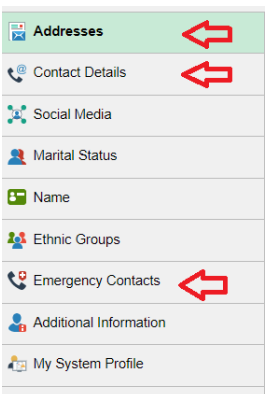 Addresses
Contact Details
Social Media
Marital Status
Name
Ethnic Groups
Emergency Contacts
Additional Information
My System Profile